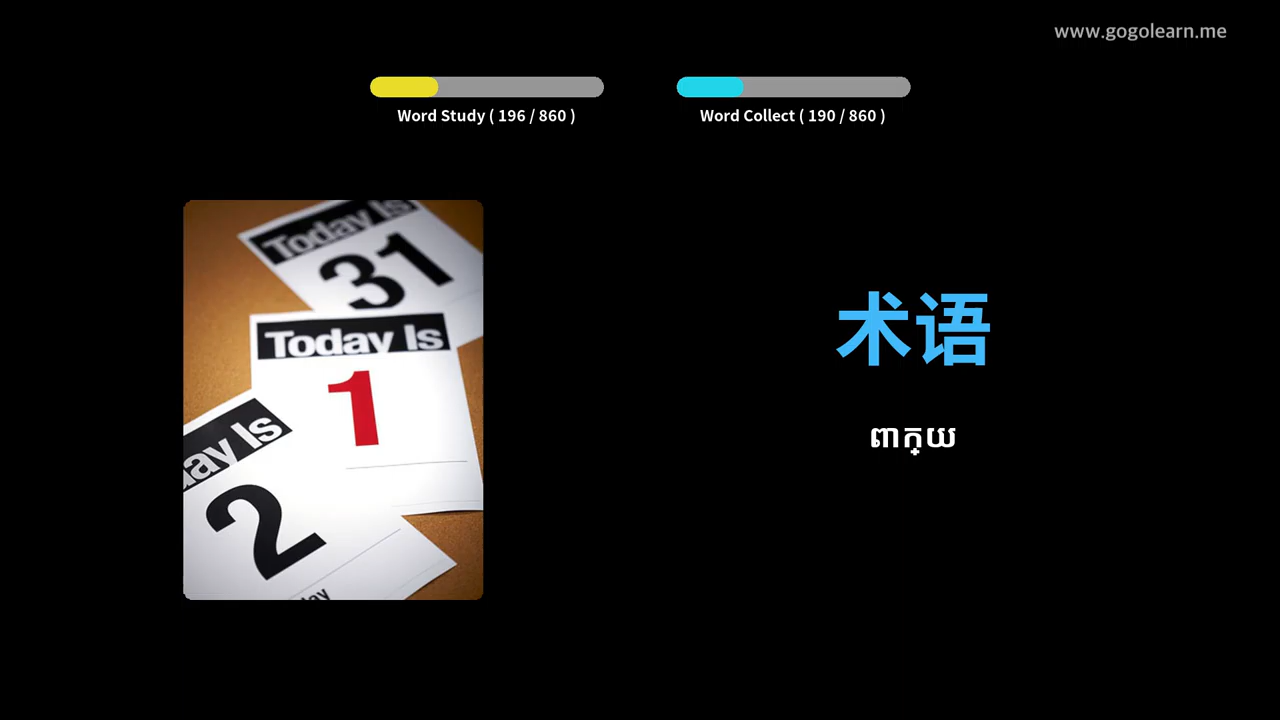 www.gogolearn.me
Word Study ( 196 / 860 )
Word Collect ( 190 / 860 )
Today Is
31
Today Is
1
ay Is
2
day
术语
ពាក្យ